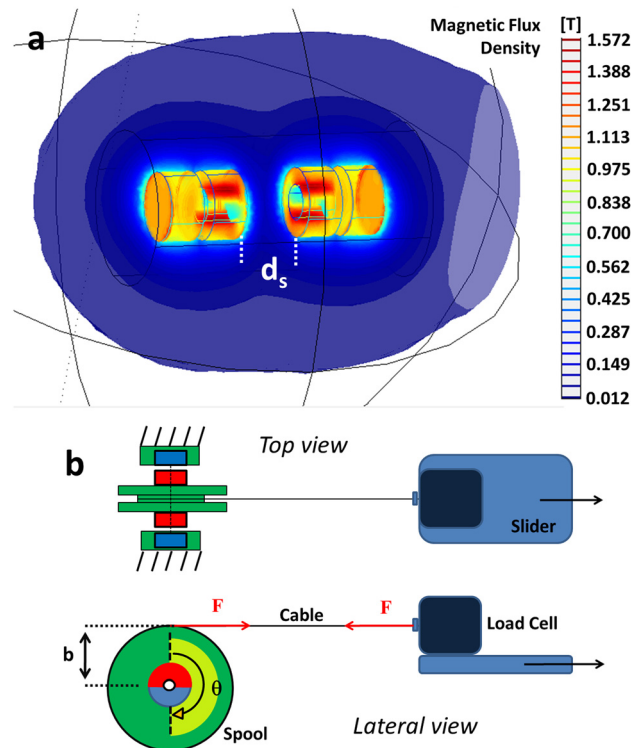 a
Magnetic Flux
Density
[T]
1.572
1.388
1.251
1.113
0.975
0.838
0.700
0.562
0.425
0.287
0.149
0.012
ds
b
Top view
Slider
F
Cable
F
Load Cell
b
θ
Spool
Lateral view